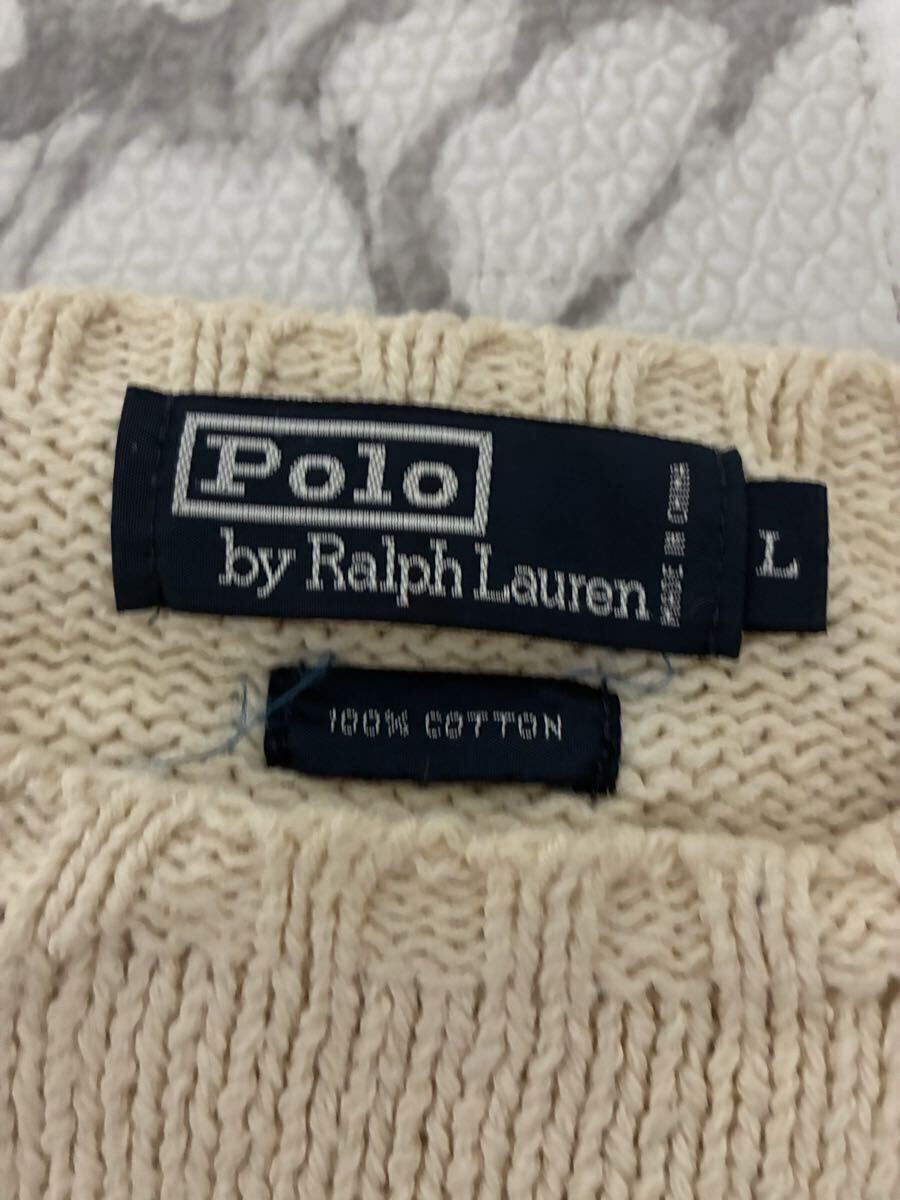 Polo
by Ralph Lauren
MADE IN CHINA
L
100% COTTON